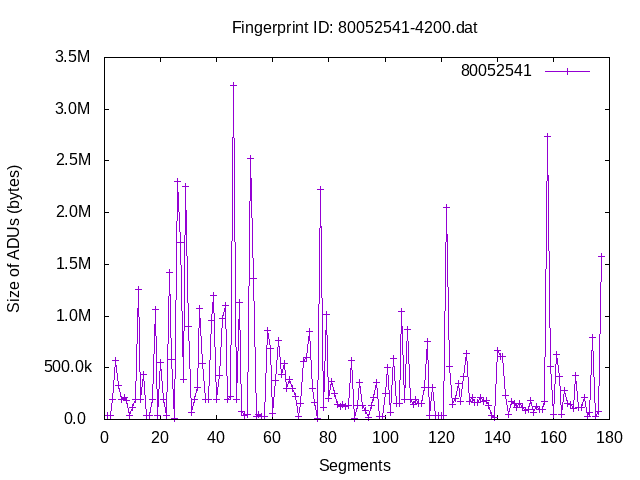 Fingerprint ID: 80052541-4200.dat
80052541
Size of ADUs (bytes)
3.5M
3.0M
2.5M
2.0M
1.5M
1.0M
500.0k
0.0
0 20 40 60 80 100 120 140 160 180
Segments